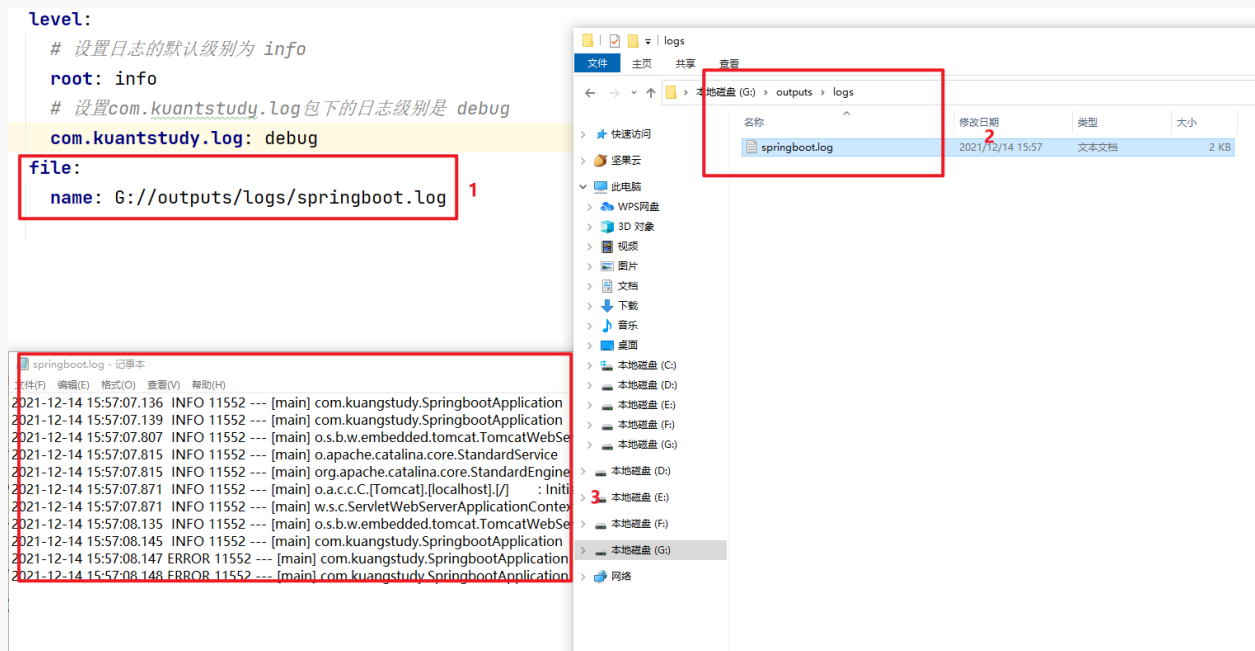 level:
# 设置日志的默认级别为 info
root: info
# 设置com.kuantstudy.log包下的日志级别是 debug
com.kuantstudy.log: debug
file:
name: G://outputs/logs/springboot.log
1
logs
文件 主页 共享 查看
本地磁盘 (G:) › outputs › logs
名称 修改日期 类型 大小
springboot.log 2021/12/14 15:57 文本文档 2 KB
2
快速访问
坚果云
此电脑
WPS网盘
3D 对象
视频
图片
文档
下载
音乐
桌面
本地磁盘 (C:)
本地磁盘 (D:)
本地磁盘 (E:)
本地磁盘 (F:)
本地磁盘 (G:)
本地磁盘 (D:)
3 本地磁盘 (E:)
本地磁盘 (F:)
本地磁盘 (G:)
网络
springboot.log - 记事本
文件(F) 编辑(E) 格式(O) 查看(V) 帮助(H)
2021-12-14 15:57:07.136 INFO 11552 --- [main] com.kuangstudy.SpringbootApplication
2021-12-14 15:57:07.139 INFO 11552 --- [main] com.kuangstudy.SpringbootApplication
2021-12-14 15:57:07.807 INFO 11552 --- [main] o.s.b.w.embedded.tomcat.TomcatWebSe
2021-12-14 15:57:07.815 INFO 11552 --- [main] o.apache.catalina.core.StandardService
2021-12-14 15:57:07.815 INFO 11552 --- [main] org.apache.catalina.core.StandardEngine
2021-12-14 15:57:07.871 INFO 11552 --- [main] o.a.c.c.C.[Tomcat].[localhost].[/] : Initi
2021-12-14 15:57:07.871 INFO 11552 --- [main] w.s.c.ServletWebServerApplicationContex
2021-12-14 15:57:08.135 INFO 11552 --- [main] o.s.b.w.embedded.tomcat.TomcatWebSe
2021-12-14 15:57:08.145 INFO 11552 --- [main] com.kuangstudy.SpringbootApplication
2021-12-14 15:57:08.147 ERROR 11552 --- [main] com.kuangstudy.SpringbootApplication
2021-12-14 15:57:08.148 ERROR 11552 --- [main] com.kuangstudy.SpringbootApplication